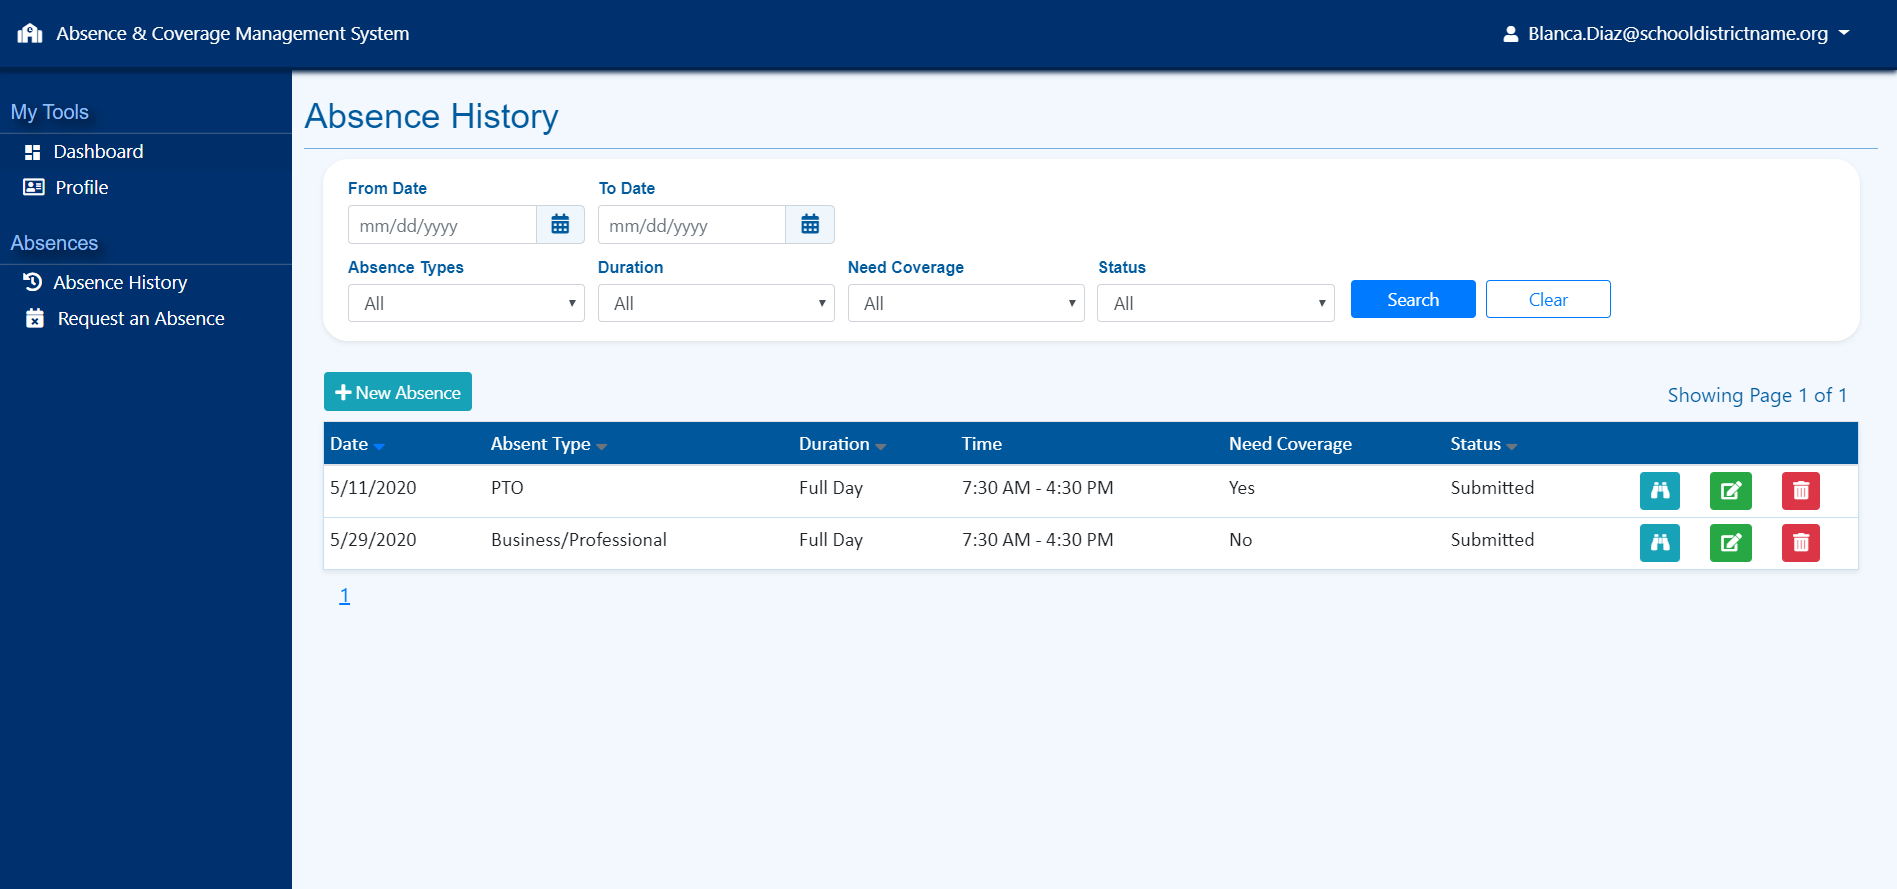 Absence & Coverage Management System
Blanca.Diaz@schooldistrictname.org
My Tools
Dashboard
Profile
Absences
Absence History
Request an Absence
Absence History
From Date To Date
mm/dd/yyyy mm/dd/yyyy
Absence Types Duration Need Coverage Status
All All All All Search Clear
New Absence
Showing Page 1 of 1
Date Absent Type Duration Time Need Coverage Status
5/11/2020 PTO Full Day 7:30 AM - 4:30 PM Yes Submitted
5/29/2020 Business/Professional Full Day 7:30 AM - 4:30 PM No Submitted
1